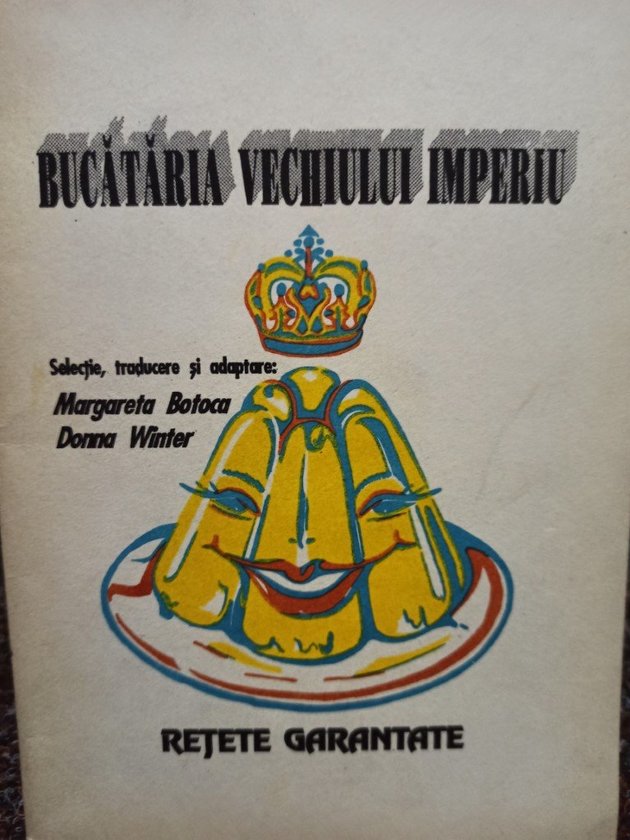 BUCĂTĂRIA VECHIULUI IMPERIU
Selecție, traducere și adaptare:
Margareta Botoca
Donna Winter
REȚETE GARANTATE